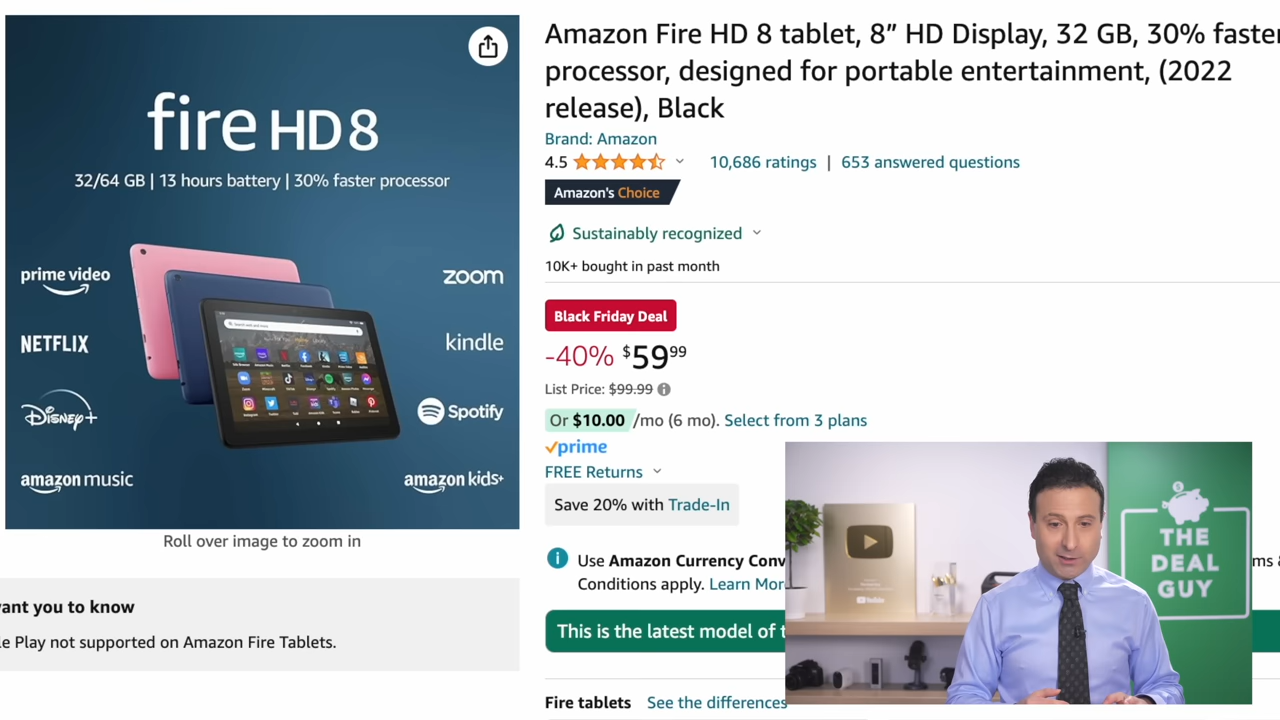 fire HD 8
32/64 GB | 13 hours battery | 30% faster processor
prime video
NETFLIX
Disney+
amazon music
zoom
kindle
Spotify
amazon kids+
Roll over image to zoom in
ant you to know
le Play not supported on Amazon Fire Tablets.
Amazon Fire HD 8 tablet, 8” HD Display, 32 GB, 30% faster
processor, designed for portable entertainment, (2022
release), Black
Brand: Amazon
4.5 10,686 ratings | 653 answered questions
Amazon's Choice
Sustainably recognized
10K+ bought in past month
Black Friday Deal
-40% $59 99
List Price: $99.99
Or $10.00 /mo (6 mo). Select from 3 plans
prime
FREE Returns
Save 20% with Trade-In
Use Amazon Currency Conv
Conditions apply. Learn Mor
ms &
This is the latest model of t
Fire tablets See the differences
THE
DEAL
GUY
YouTube